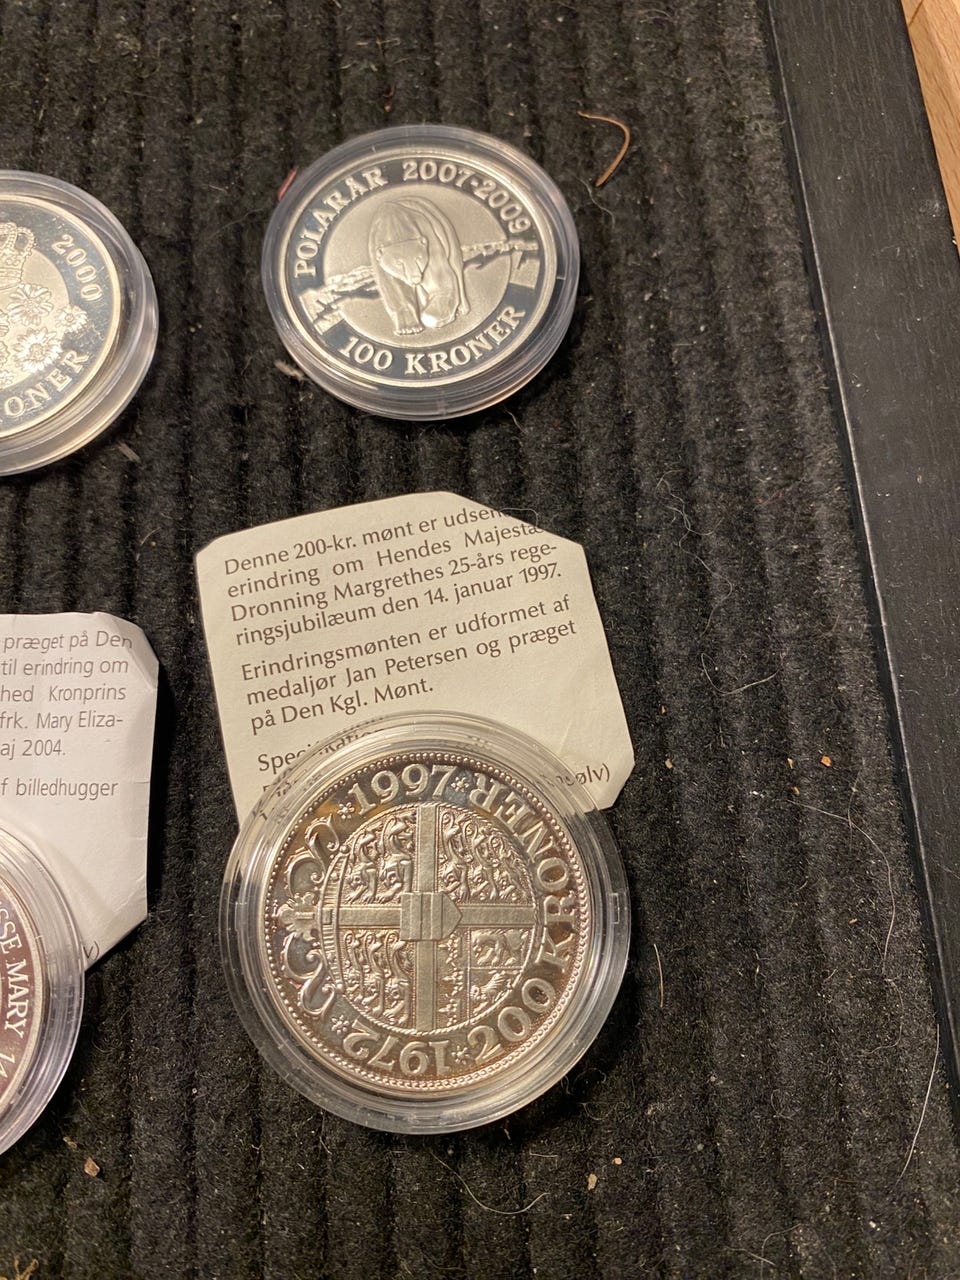 POLARÅR 2007-2009
100 KRONER
2000
ONER
Denne 200-kr. mønt er
erindring om Hendes
Dronning Margrethes 25-års rege-
ringsjubilæum den 14. januar 1997.
Erindringsmønten er udformet af
medaljør Jan Petersen og præget
på Den Kgl. Mønt.
præget på Den
til erindring om
hed Kronprins
frk. Mary Eliza-
aj 2004.
f billedhugger
SSE MARY 14
1972 1997
200 KRONER